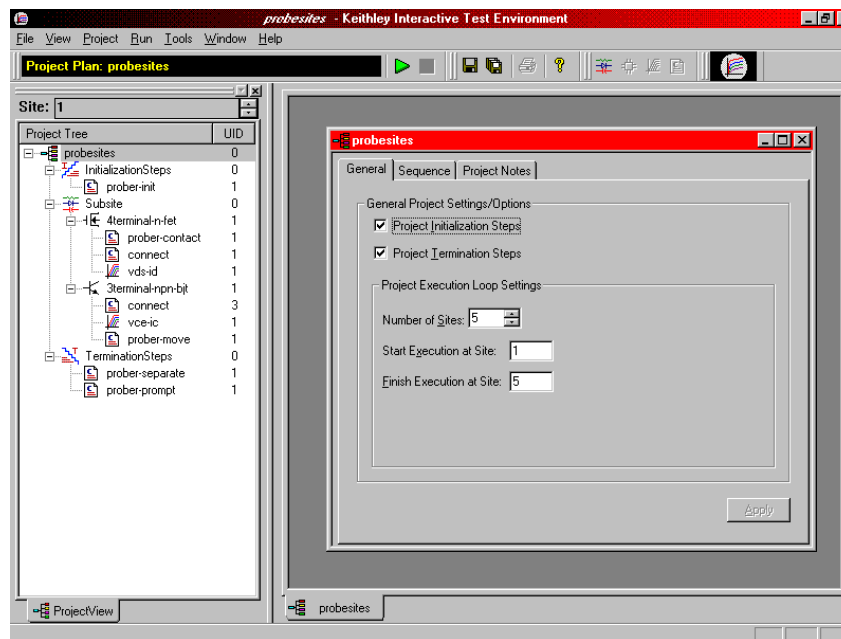 probesites - Keithley Interactive Test Environment
File View Project Run Tools Window Help
Project Plan: probesites
Site: 1
Project Tree UID
probesites 0
InitializationSteps 0
prober-init 1
Subsite 0
4terminal-n-fet 1
prober-contact 1
connect 1
vds-id 1
3terminal-npn-bjt 1
connect 3
vce-ic 1
prober-move 1
TerminationSteps 0
prober-separate 1
prober-prompt 1
ProjectView
probesites
General Sequence Project Notes
General Project Settings/Options
Project Initialization Steps
Project Termination Steps
Project Execution Loop Settings
Number of Sites: 5
Start Execution at Site: 1
Finish Execution at Site: 5
Apply
probesites